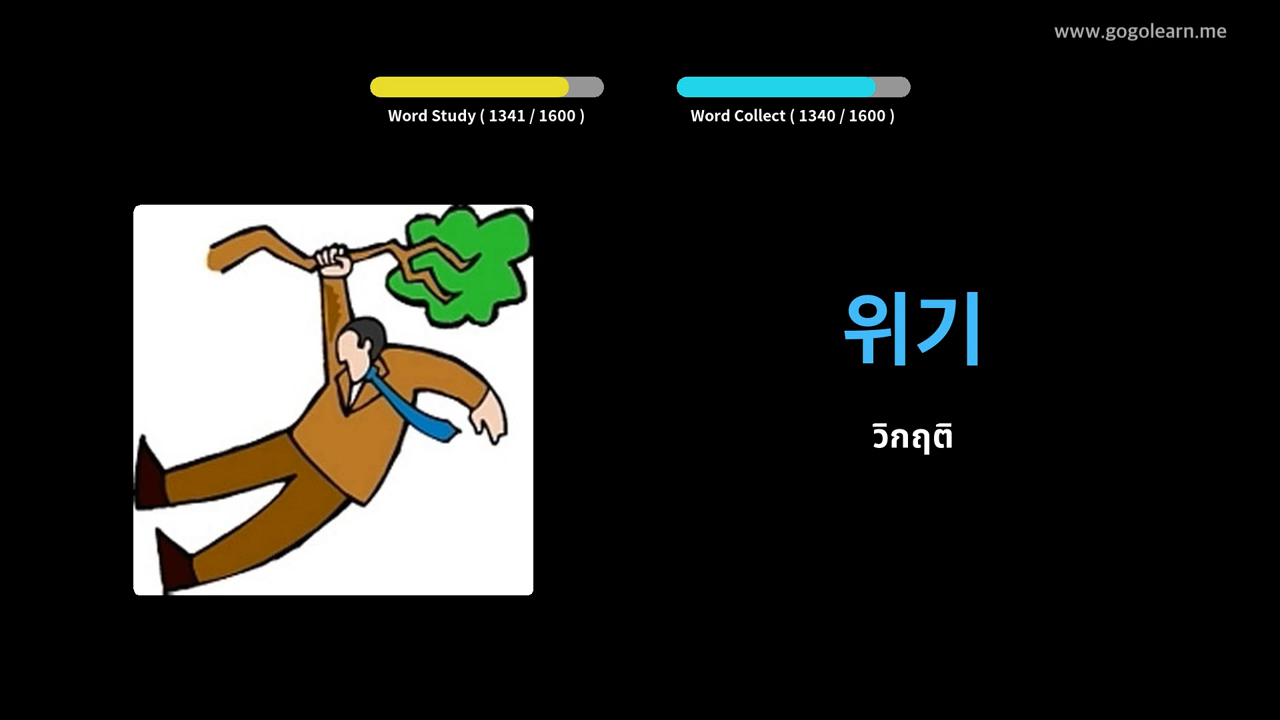 www.gogolearn.me
Word Study ( 1341 / 1600 )
Word Collect ( 1340 / 1600 )
위기
วิกฤติ